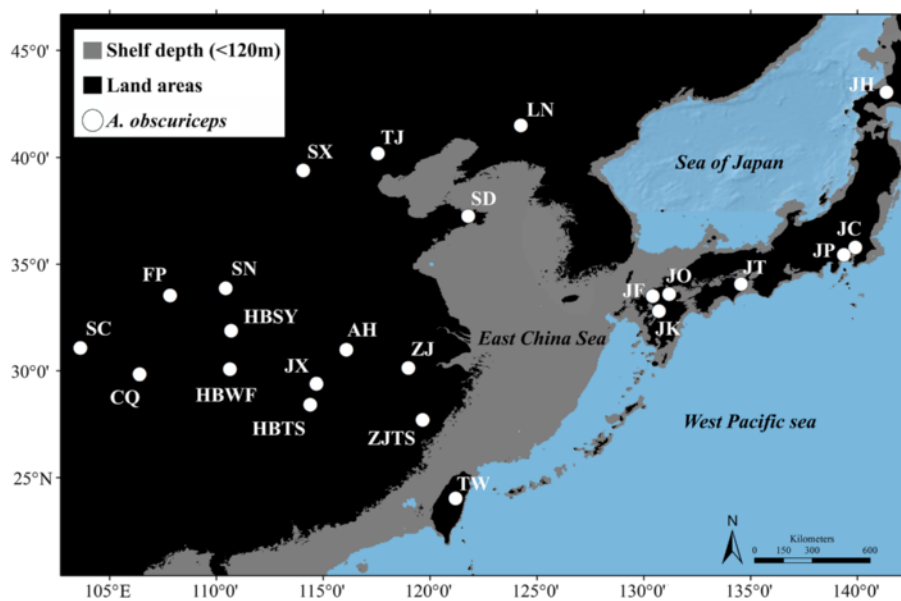 45°0'
40°0'
35°0'
30°0'
25°N
105°E
110°0'
115°0'
120°0'
125°0'
130°0'
135°0'
140°0'
Shelf depth (<120m)
Land areas
A. obscuriceps
JH
LN
TJ
SX
Sea of Japan
SD
JC
JP
SN
FP
JT
JO
JF
HBSY
JK
SC
AH
East China Sea
ZJ
JX
CQ
HBWF
HBTS
ZJTS
West Pacific sea
TW
N
Kilometers
0 150 300 600